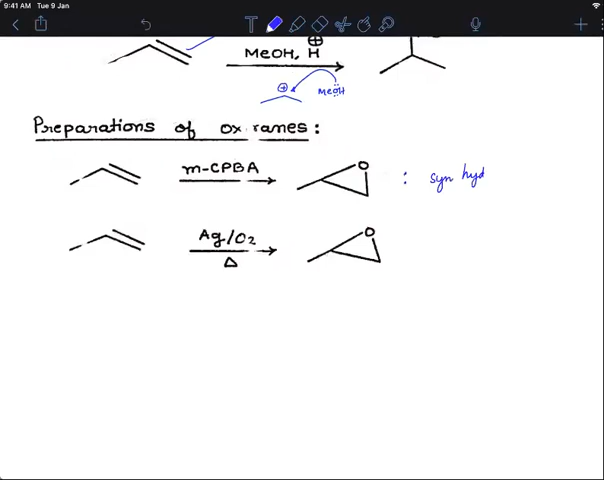 9:41 AM Tue 9 Jan
MeOH, H
⊕
⊕ MeOH
Preparations of oxiranes:
m-CPBA
O
: syn hyd
Ag/O2
Δ
O